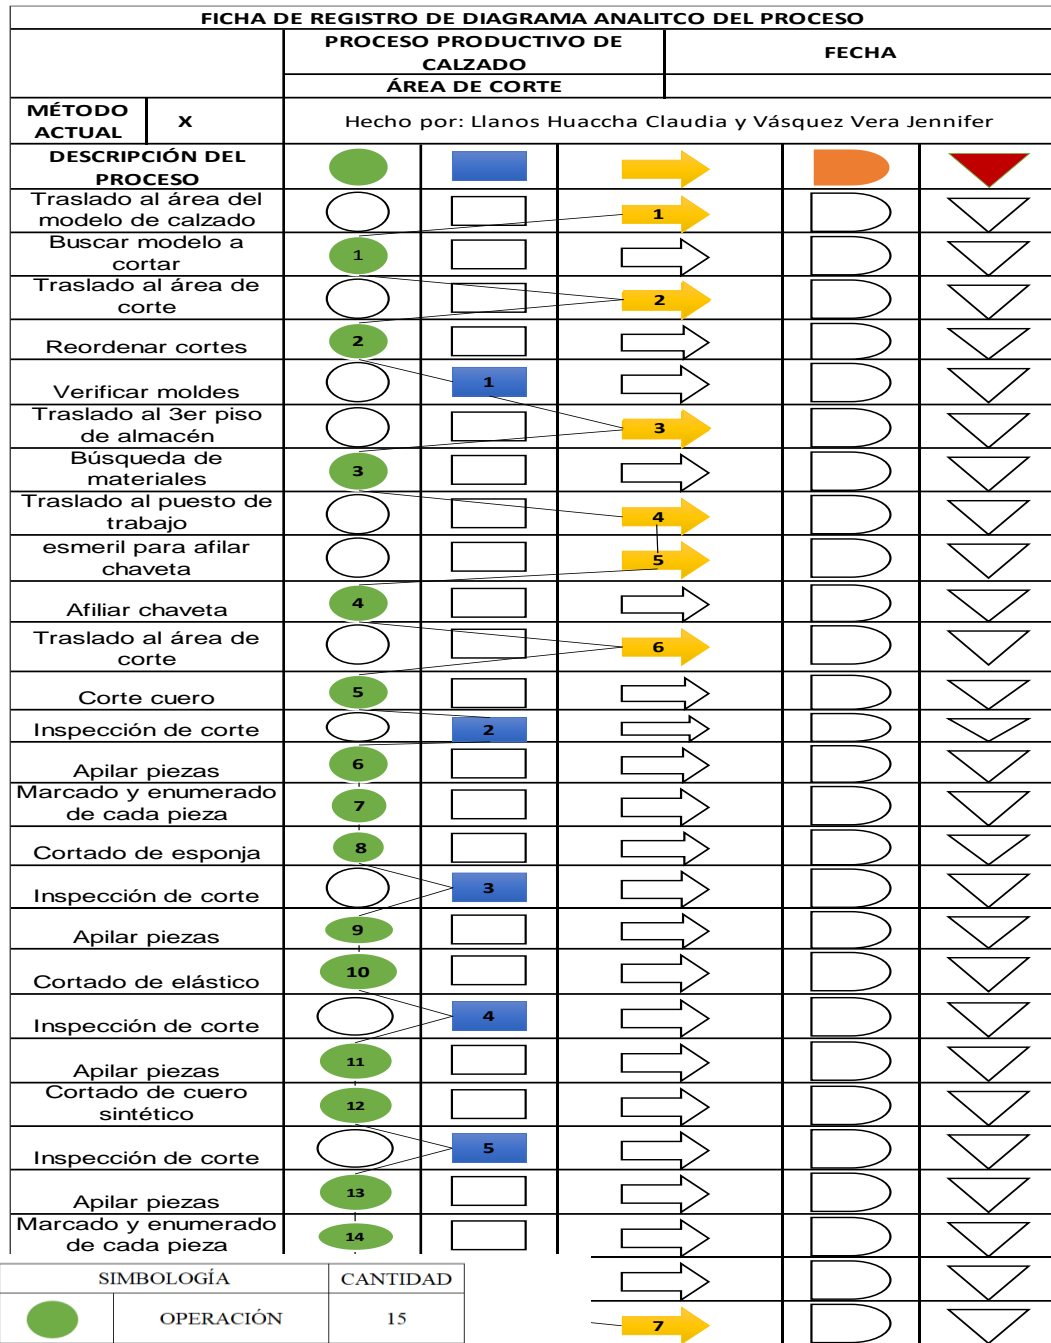 FICHA DE REGISTRO DE DIAGRAMA ANALITCO DEL PROCESO
PROCESO PRODUCTIVO DE
CALZADO
FECHA
ÁREA DE CORTE
MÉTODO
ACTUAL
X
Hecho por: Llanos Huaccha Claudia y Vásquez Vera Jennifer
DESCRIPCIÓN DEL
PROCESO
Traslado al área del
modelo de calzado
1
Buscar modelo a
cortar
1
Traslado al área de
corte
2
Reordenar cortes
2
Verificar moldes
1
Traslado al 3er piso
de almacén
3
Búsqueda de
materiales
3
Traslado al puesto de
trabajo
4
esmeril para afilar
chaveta
5
Afiliar chaveta
4
Traslado al área de
corte
6
Corte cuero
5
Inspección de corte
2
Apilar piezas
6
Marcado y enumerado
de cada pieza
7
Cortado de esponja
8
Inspección de corte
3
Apilar piezas
9
Cortado de elástico
10
Inspección de corte
4
Apilar piezas
11
Cortado de cuero
sintético
12
Inspección de corte
5
Apilar piezas
13
Marcado y enumerado
de cada pieza
14
SIMBOLOGÍA
CANTIDAD
OPERACIÓN
15
7